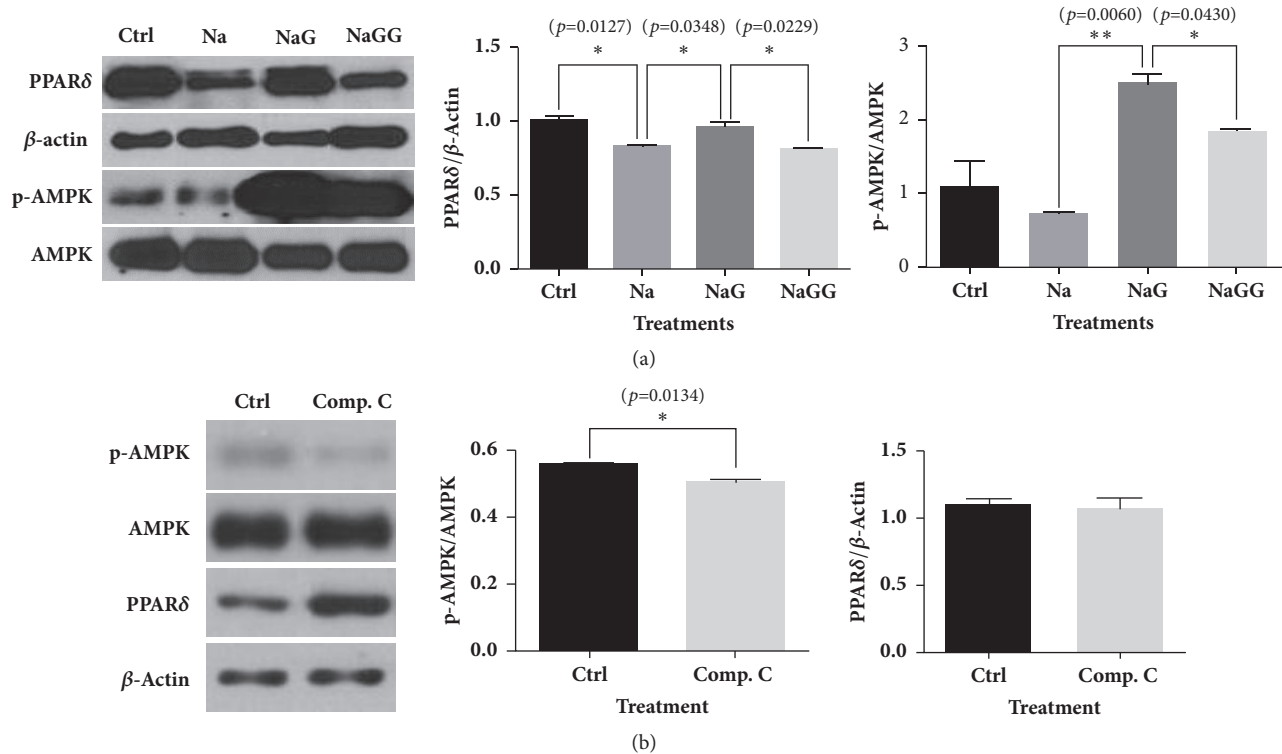 Ctrl Na NaG NaGG
PPARδ
β-actin
p-AMPK
AMPK
(p=0.0127) (p=0.0348) (p=0.0229)
* * *
1.5
1.0
0.5
0.0
PPARδ/β-Actin
Ctrl Na NaG NaGG
Treatments
(p=0.0060) (p=0.0430)
** *
3
2
1
0
p-AMPK/AMPK
Ctrl Na NaG NaGG
Treatments
(a)
Ctrl Comp. C
p-AMPK
AMPK
PPARδ
β-Actin
(p=0.0134)
*
0.6
0.4
0.2
0.0
p-AMPK/AMPK
Ctrl Comp. C
Treatment
1.5
1.0
0.5
0.0
PPARδ/β-Actin
Ctrl Comp. C
Treatment
(b)